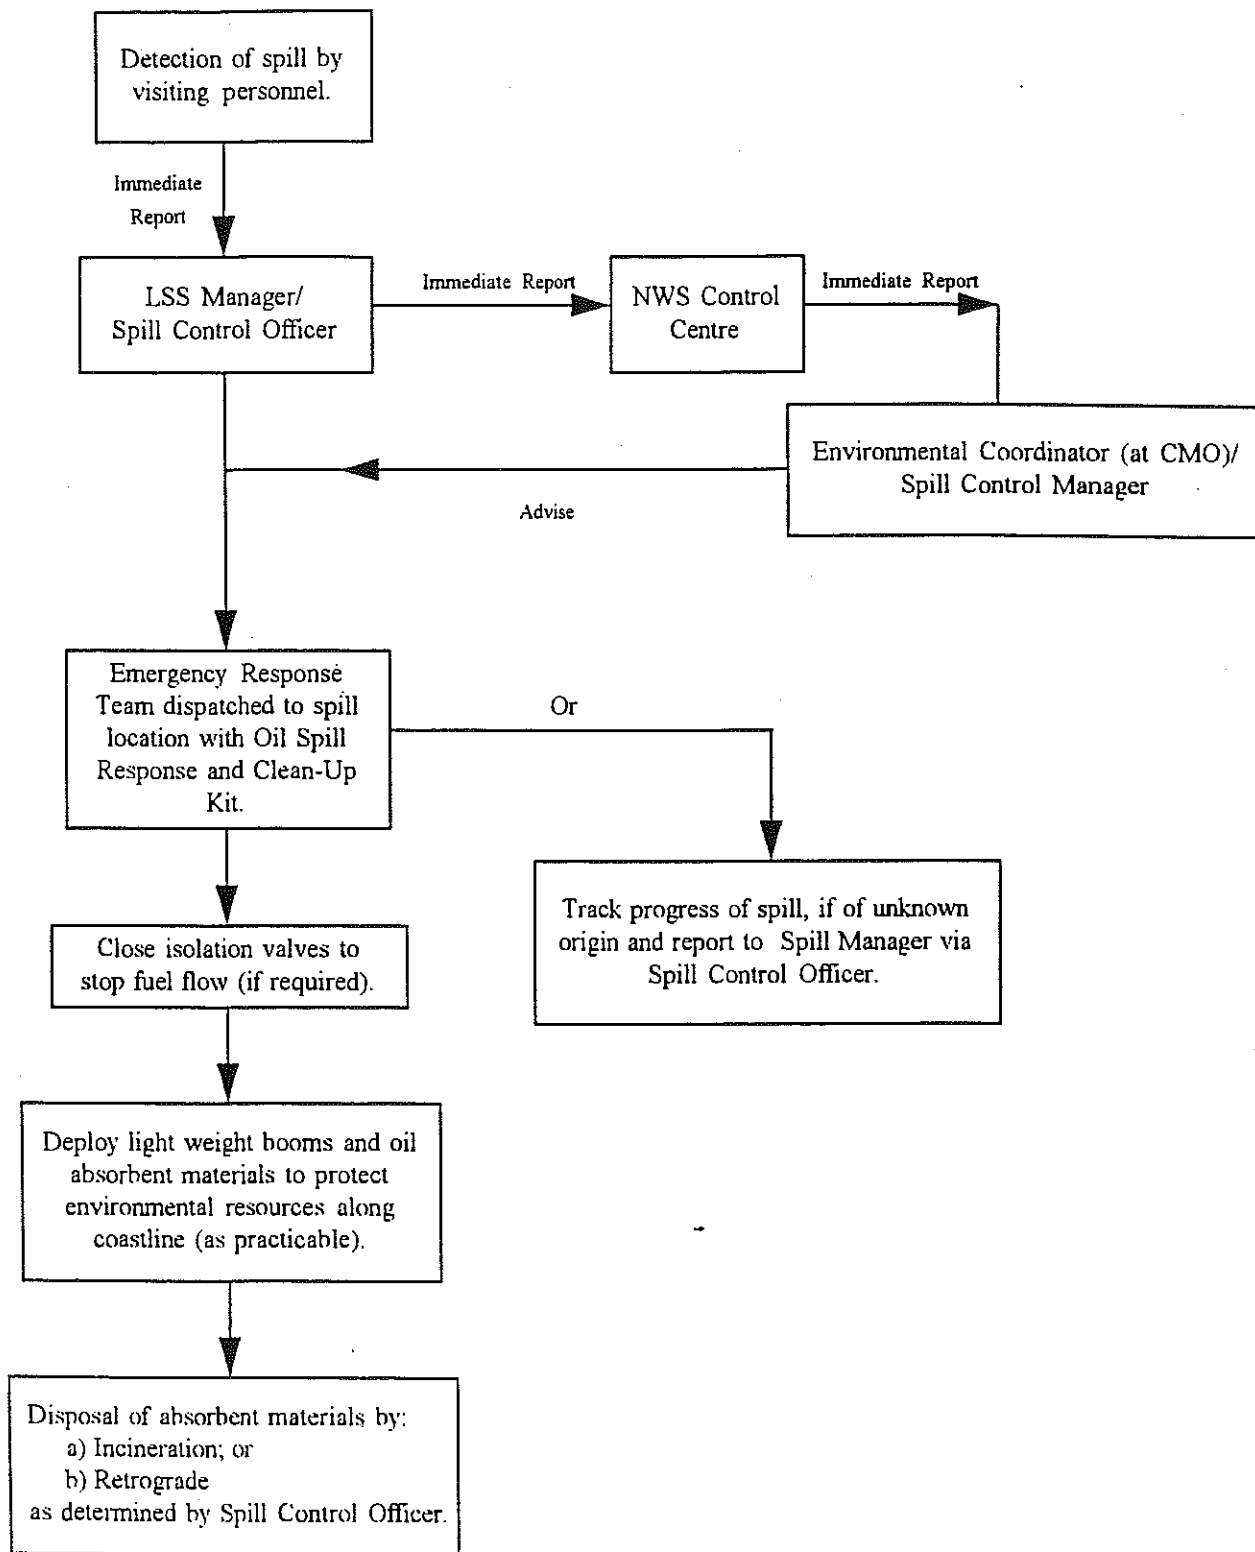 Detection of spill by
visiting personnel.
Immediate
Report
LSS Manager/
Spill Control Officer
Immediate Report
NWS Control
Centre
Immediate Report
Environmental Coordinator (at CMO)/
Spill Control Manager
Advise
Emergency Response
Team dispatched to spill
location with Oil Spill
Response and Clean-Up
Kit.
Or
Close isolation valves to
stop fuel flow (if required).
Track progress of spill, if of unknown
origin and report to Spill Manager via
Spill Control Officer.
Deploy light weight booms and oil
absorbent materials to protect
environmental resources along
coastline (as practicable).
Disposal of absorbent materials by:
a) Incineration; or
b) Retrograde
as determined by Spill Control Officer.